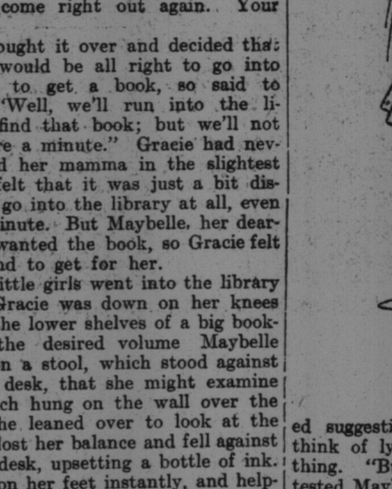 come right out again. Your
ought it over and decided that
would be all right to go into
to get a book, so said to
"Well, we'll run into the li-
find that book; but we'll not
re a minute." Gracie had nev-
d her mamma in the slightest
felt that it was just a bit dis-
go into the library at all, even
inute. But Maybelle, her dear-
wanted the book, so Gracie felt
nd to get for her.
ittle girls went into the library
Gracie was down on her knees
he lower shelves of a big book-
the desired volume Maybelle
n a stool, which stood against
desk, that she might examine
ch hung on the wall over the
he leaned over to look at the
lost her balance and fell against
desk, upsetting a bottle of ink.
on her feet instantly, and help-
ed suggesti
think of ly
thing. "B
tested May